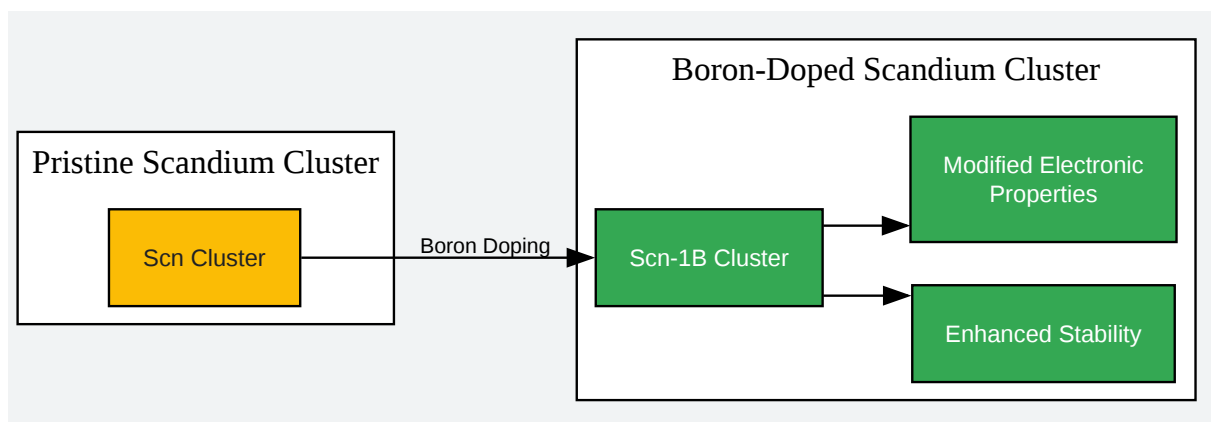 Pristine Scandium Cluster
Scn Cluster
Boron Doping
Boron-Doped Scandium Cluster
Scn-1B Cluster
Modified Electronic
Properties
Enhanced Stability